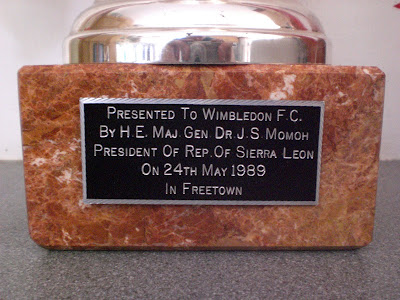 Presented To Wimbledon F.C.
By H.E. Maj. Gen. Dr. J.S. Momoh
President Of Rep. Of Sierra Leon
On 24th May 1989
In Freetown